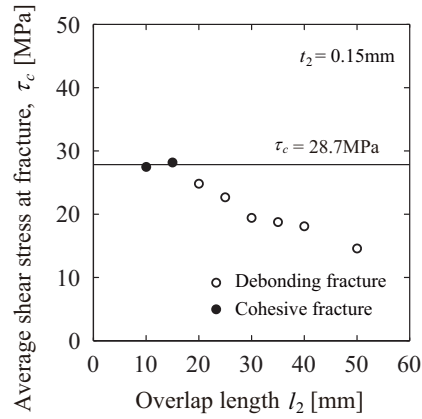 Average shear stress at fracture, τc [MPa]
50
40
30
20
10
0
t2 = 0.15mm
τc = 28.7MPa
Debonding fracture
Cohesive fracture
0 10 20 30 40 50 60
Overlap length l2 [mm]